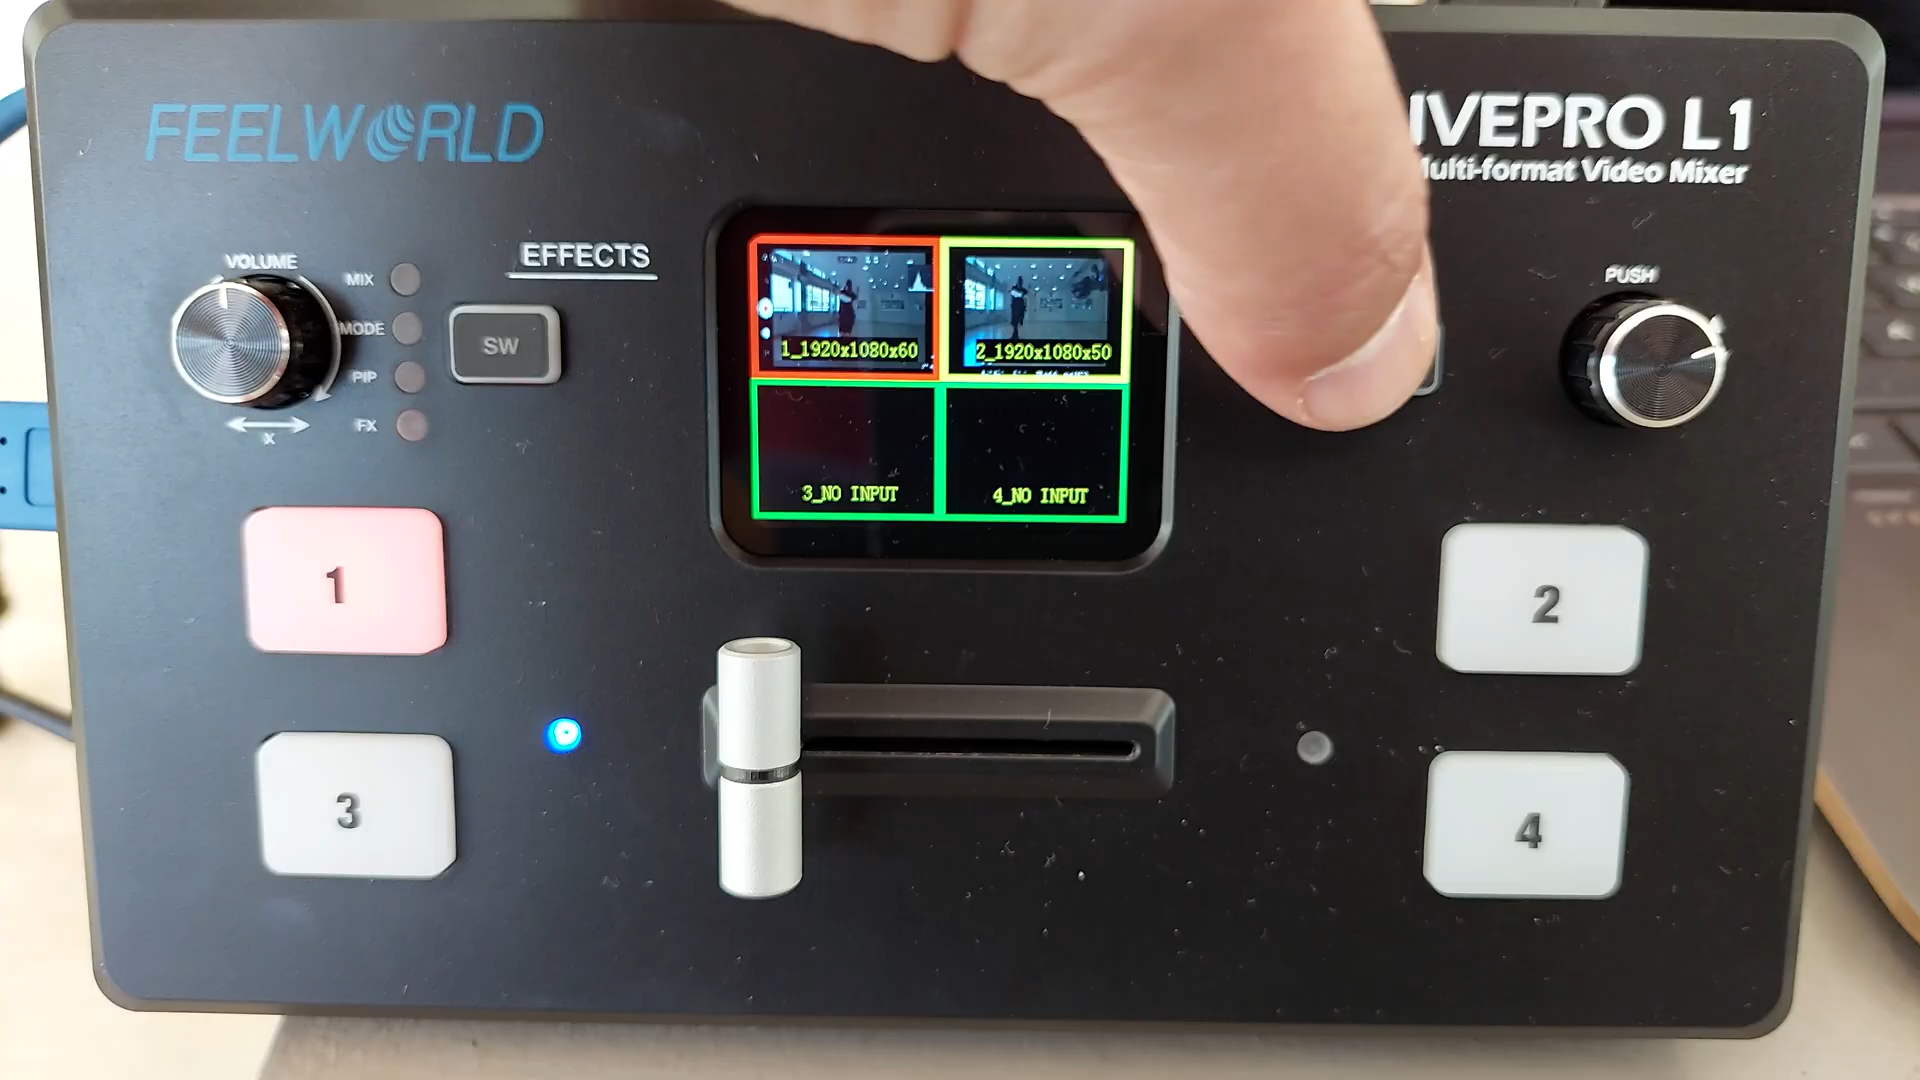 FEELWORLD
IVEPRO L1
ulti-format Video Mixer
EFFECTS
VOLUME
MIX
MODE
PIP
FX
X
SW
PUSH
1_1920x1080x60
2_1920x1080x50
3_NO INPUT
4_NO INPUT
1
2
3
4